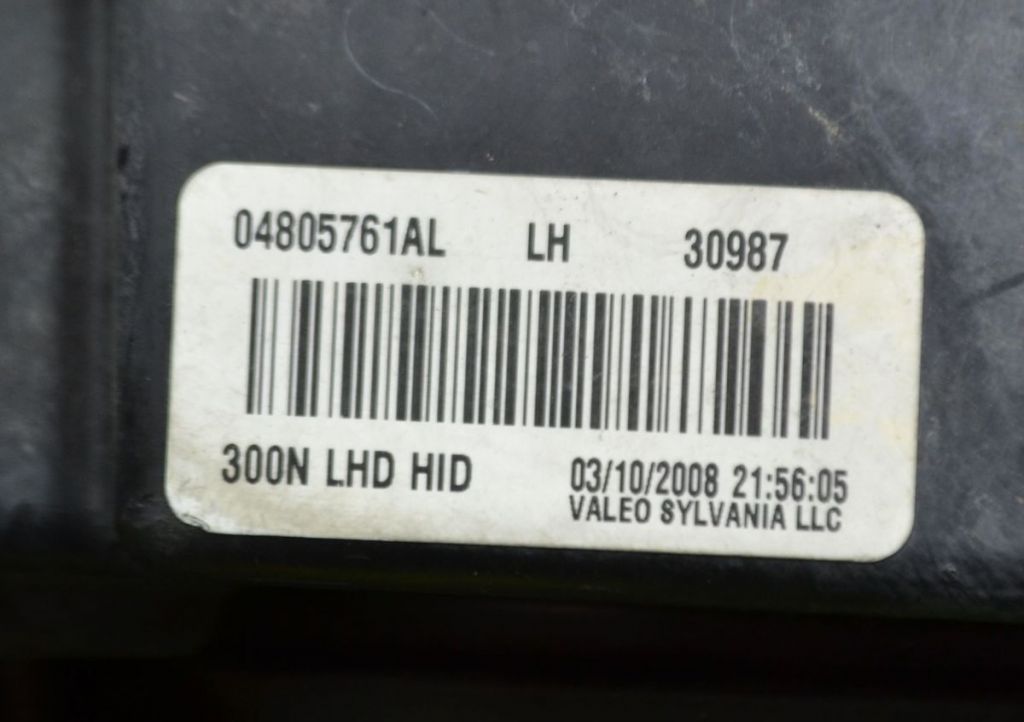 04805761AL LH 30987
300N LHD HID
03/10/2008 21:56:05
VALEO SYLVANIA LLC